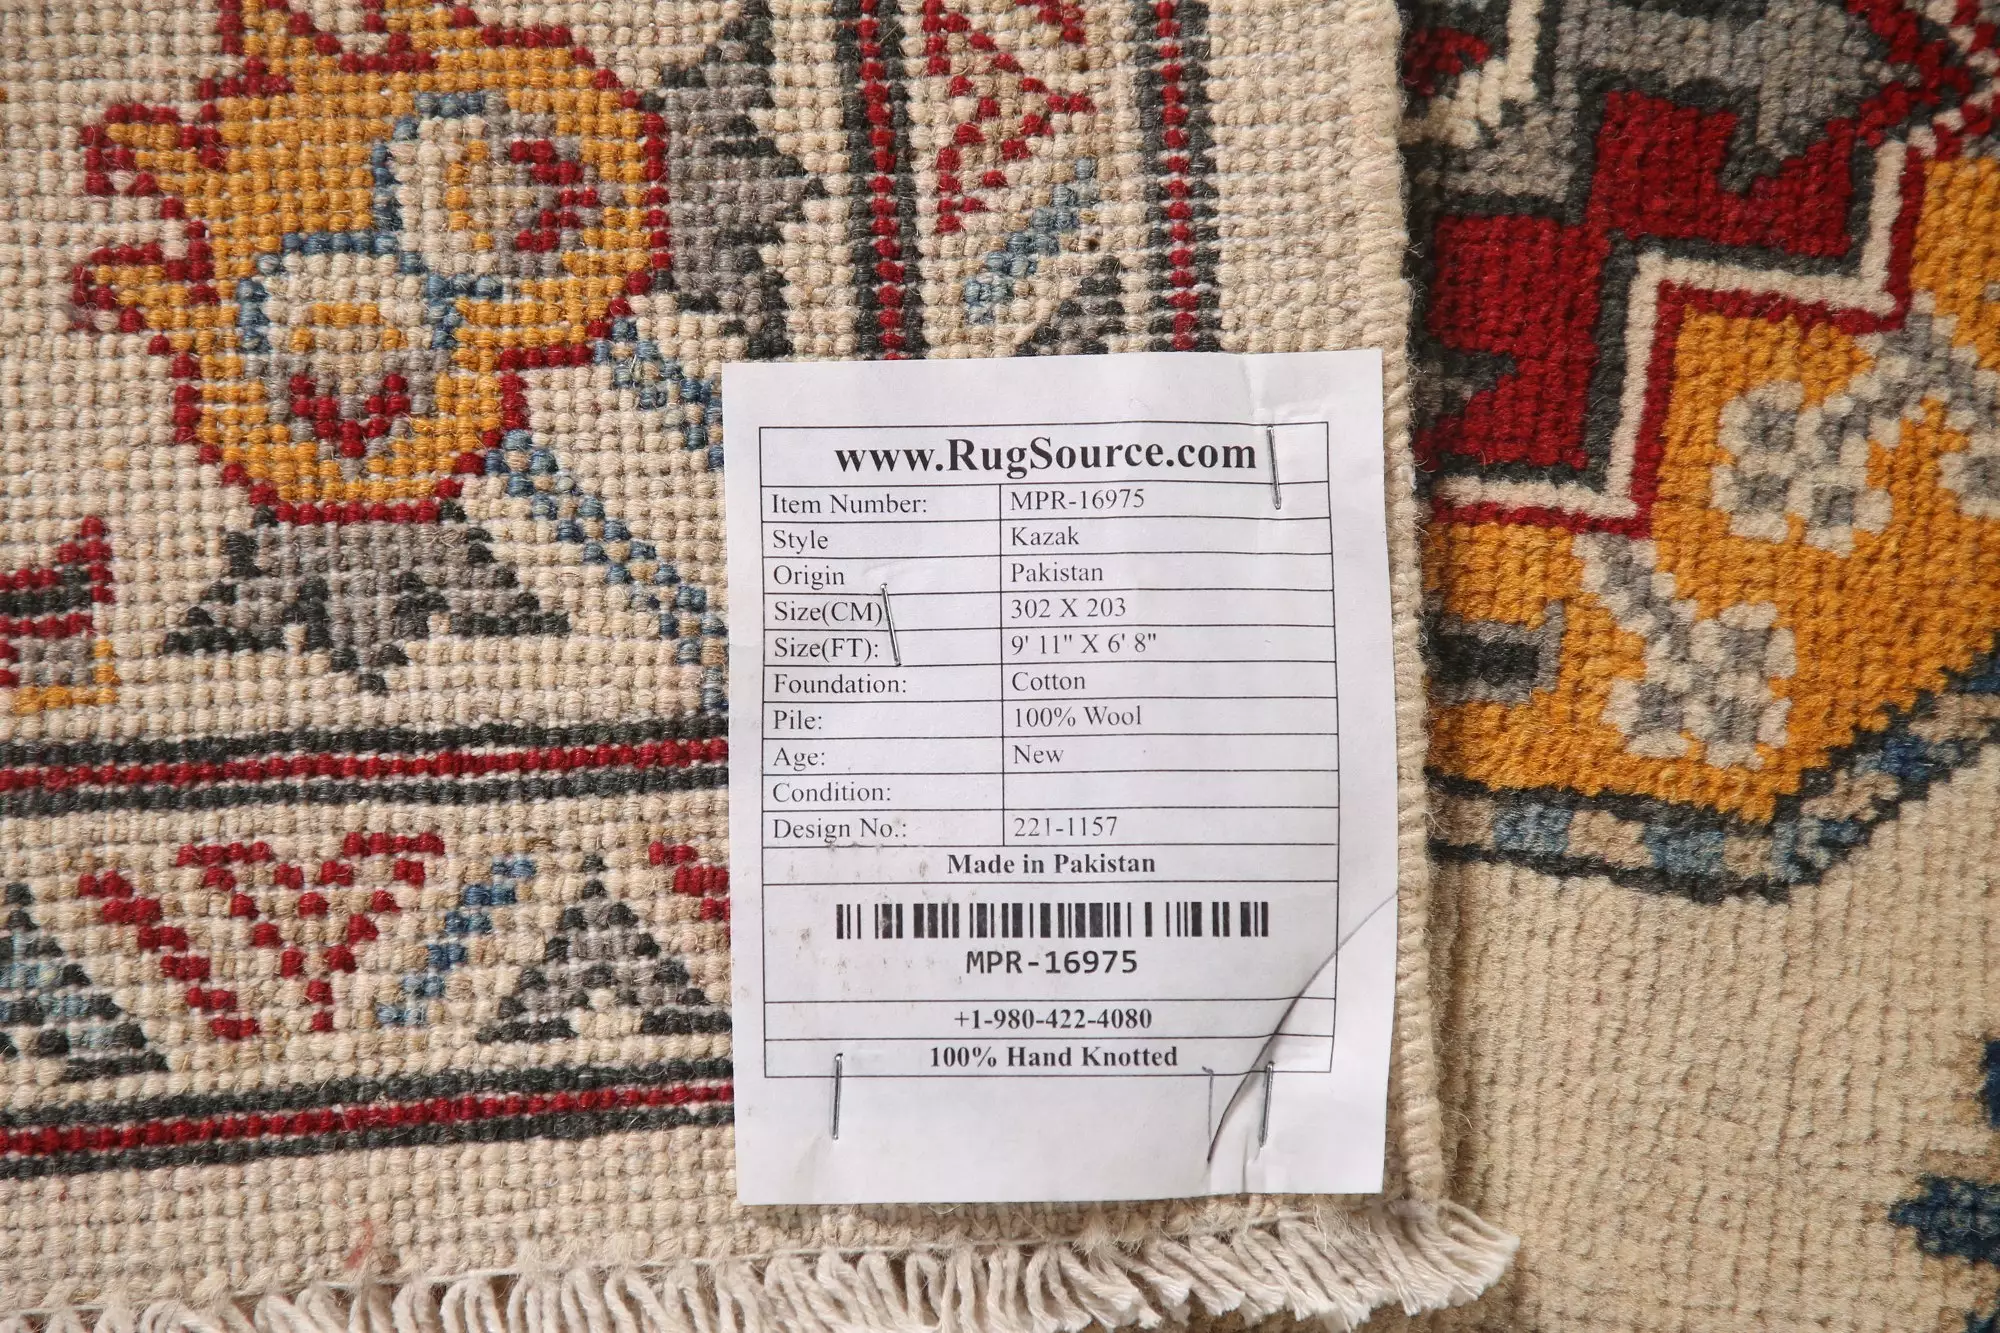 www.RugSource.com
Item Number: MPR-16975
Style Kazak
Origin Pakistan
Size(CM) 302 X 203
Size(FT): 9' 11" X 6' 8"
Foundation: Cotton
Pile: 100% Wool
Age: New
Condition:
Design No.: 221-1157
Made in Pakistan
MPR-16975
+1-980-422-4080
100% Hand Knotted